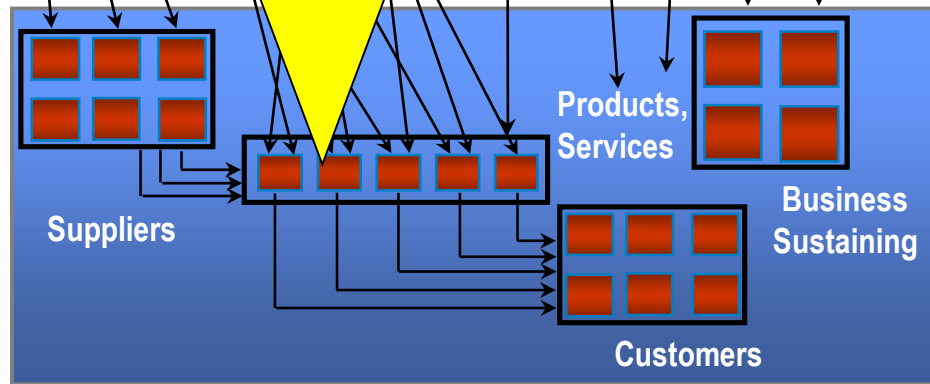 Products,
Services
Business
Sustaining
Suppliers
Customers